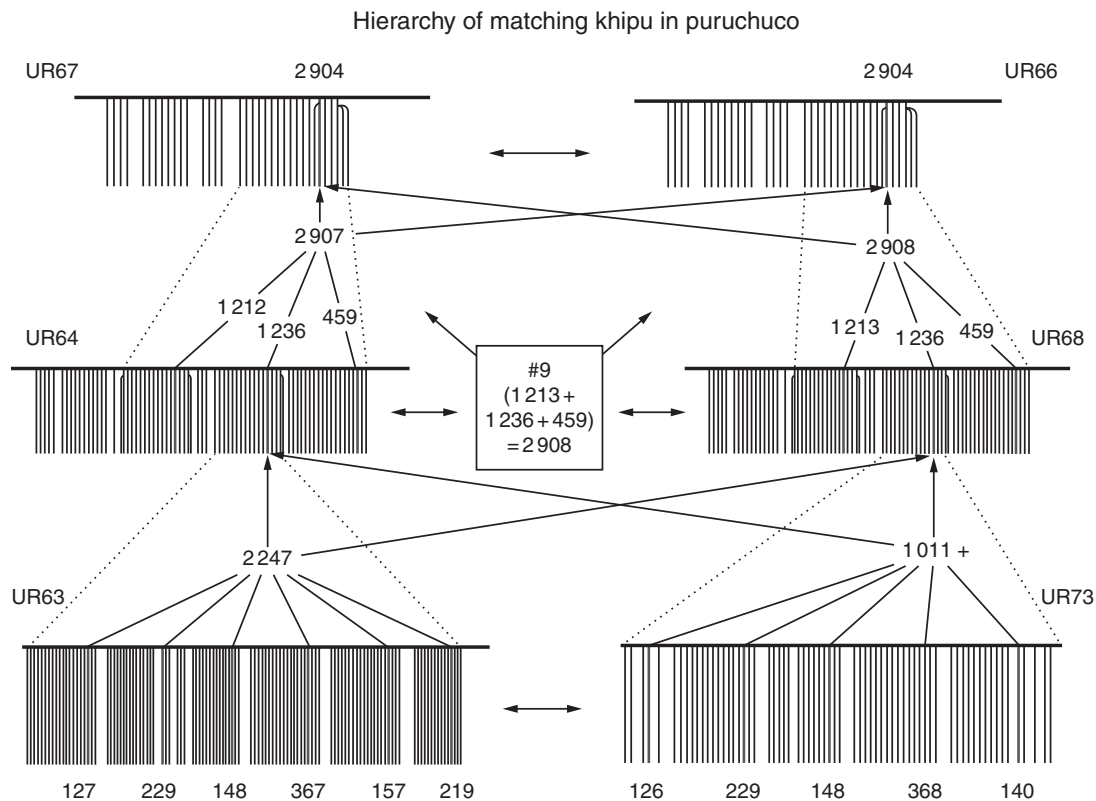 Hierarchy of matching khipu in puruchuco
UR67
2 904
2 904
UR66
2 907
2 908
1 212
1 236
459
1 213
1 236
459
UR64
UR68
#9
(1 213 +
1 236 + 459)
= 2 908
2 247
1 011 +
UR63
UR73
127 229 148 367 157 219
126 229 148 368 140